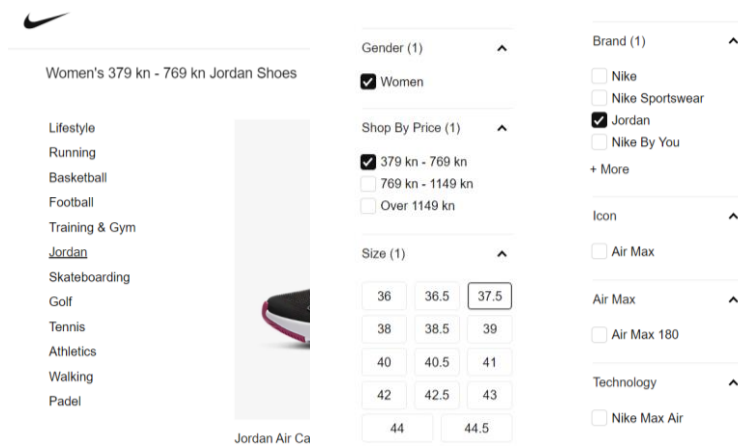 Women's 379 kn - 769 kn Jordan Shoes
Lifestyle
Running
Basketball
Football
Training & Gym
Jordan
Skateboarding
Golf
Tennis
Athletics
Walking
Padel
Jordan Air Ca
Gender (1)
Women
Shop By Price (1)
379 kn - 769 kn
769 kn - 1149 kn
Over 1149 kn
Size (1)
36 36.5 37.5
38 38.5 39
40 40.5 41
42 42.5 43
44 44.5
Brand (1)
Nike
Nike Sportswear
Jordan
Nike By You
+ More
Icon
Air Max
Air Max
Air Max 180
Technology
Nike Max Air